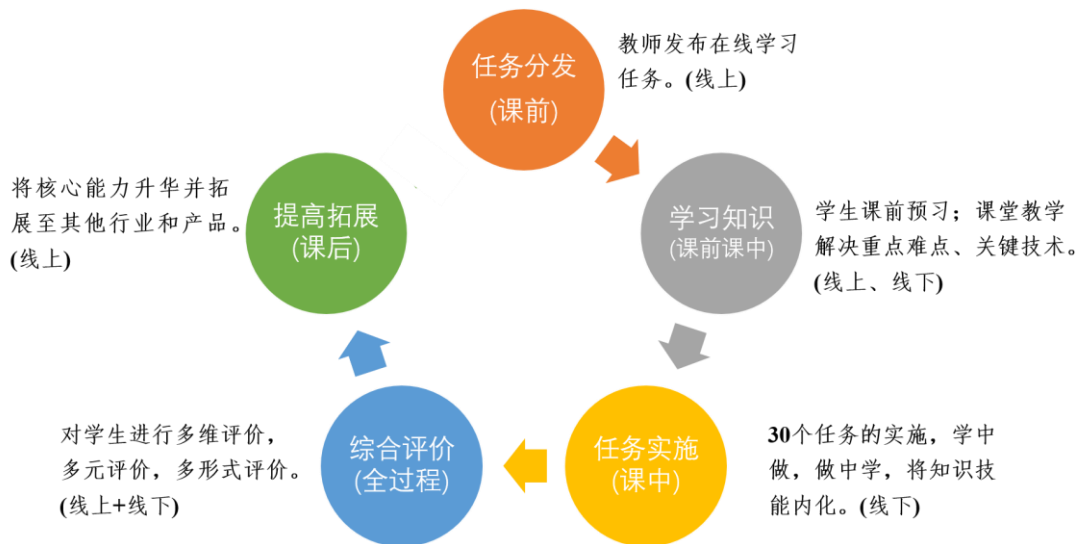 任务分发
(课前)
教师发布在线学习
任务。(线上)
学习知识
(课前课中)
学生课前预习；课堂教学
解决重点难点、关键技术。
(线上、线下)
任务实施
(课中)
30个任务的实施，学中
做，做中学，将知识技
能内化。(线下)
综合评价
(全过程)
对学生进行多维评价，
多元评价，多形式评价。
(线上+线下)
提高拓展
(课后)
将核心能力升华并拓
展至其他行业和产品。
(线上)